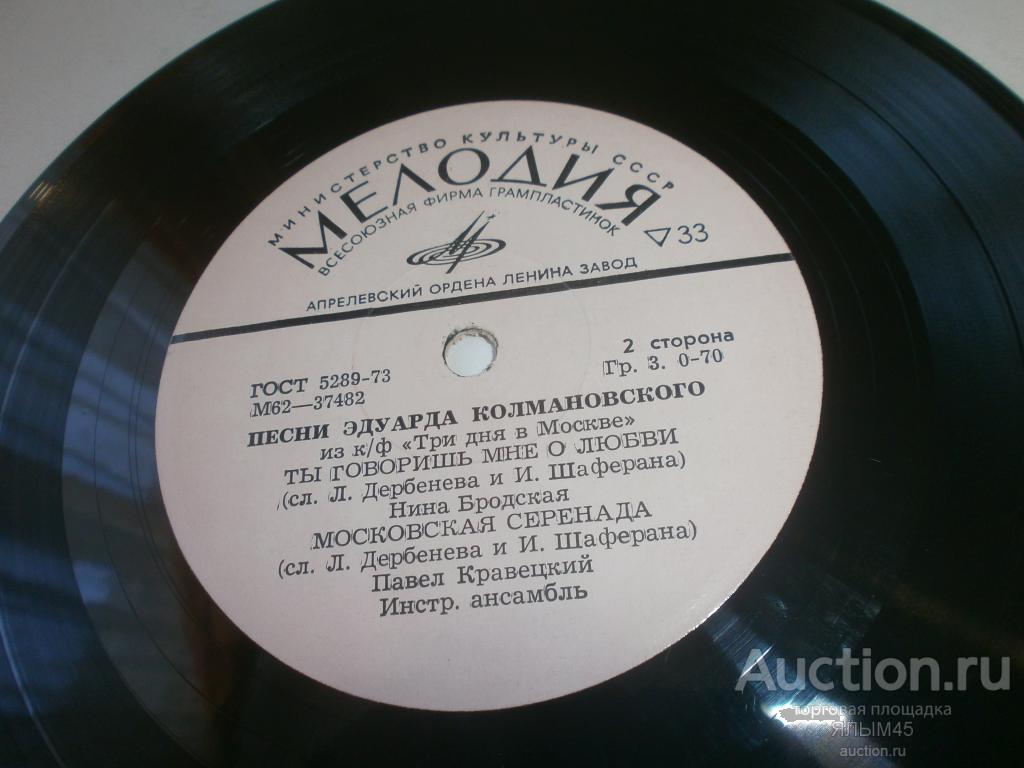 МИНИСТЕРСТВО КУЛЬТУРЫ СССР
МЕЛОДИЯ
ВСЕСОЮЗНАЯ ФИРМА ГРАМПЛАСТИНОК
33
АПРЕЛЕВСКИЙ ОРДЕНА ЛЕНИНА ЗАВОД
2 сторона
ГОСТ 5289-73
Гр. 3. 0-70
М62—37482
ПЕСНИ ЭДУАРДА КОЛМАНОВСКОГО
из к/ф «Три дня в Москве»
ТЫ ГОВОРИШЬ МНЕ О ЛЮБВИ
(сл. Л. Дербенева и И. Шаферана)
Нина Бродская
МОСКОВСКАЯ СЕРЕНАДА
(сл. Л. Дербенева и И. Шаферана)
Павел Кравецкий
Инстр. ансамбль
Auction.ru
торговая площадка
ЯЛЫМ45
auction.ru